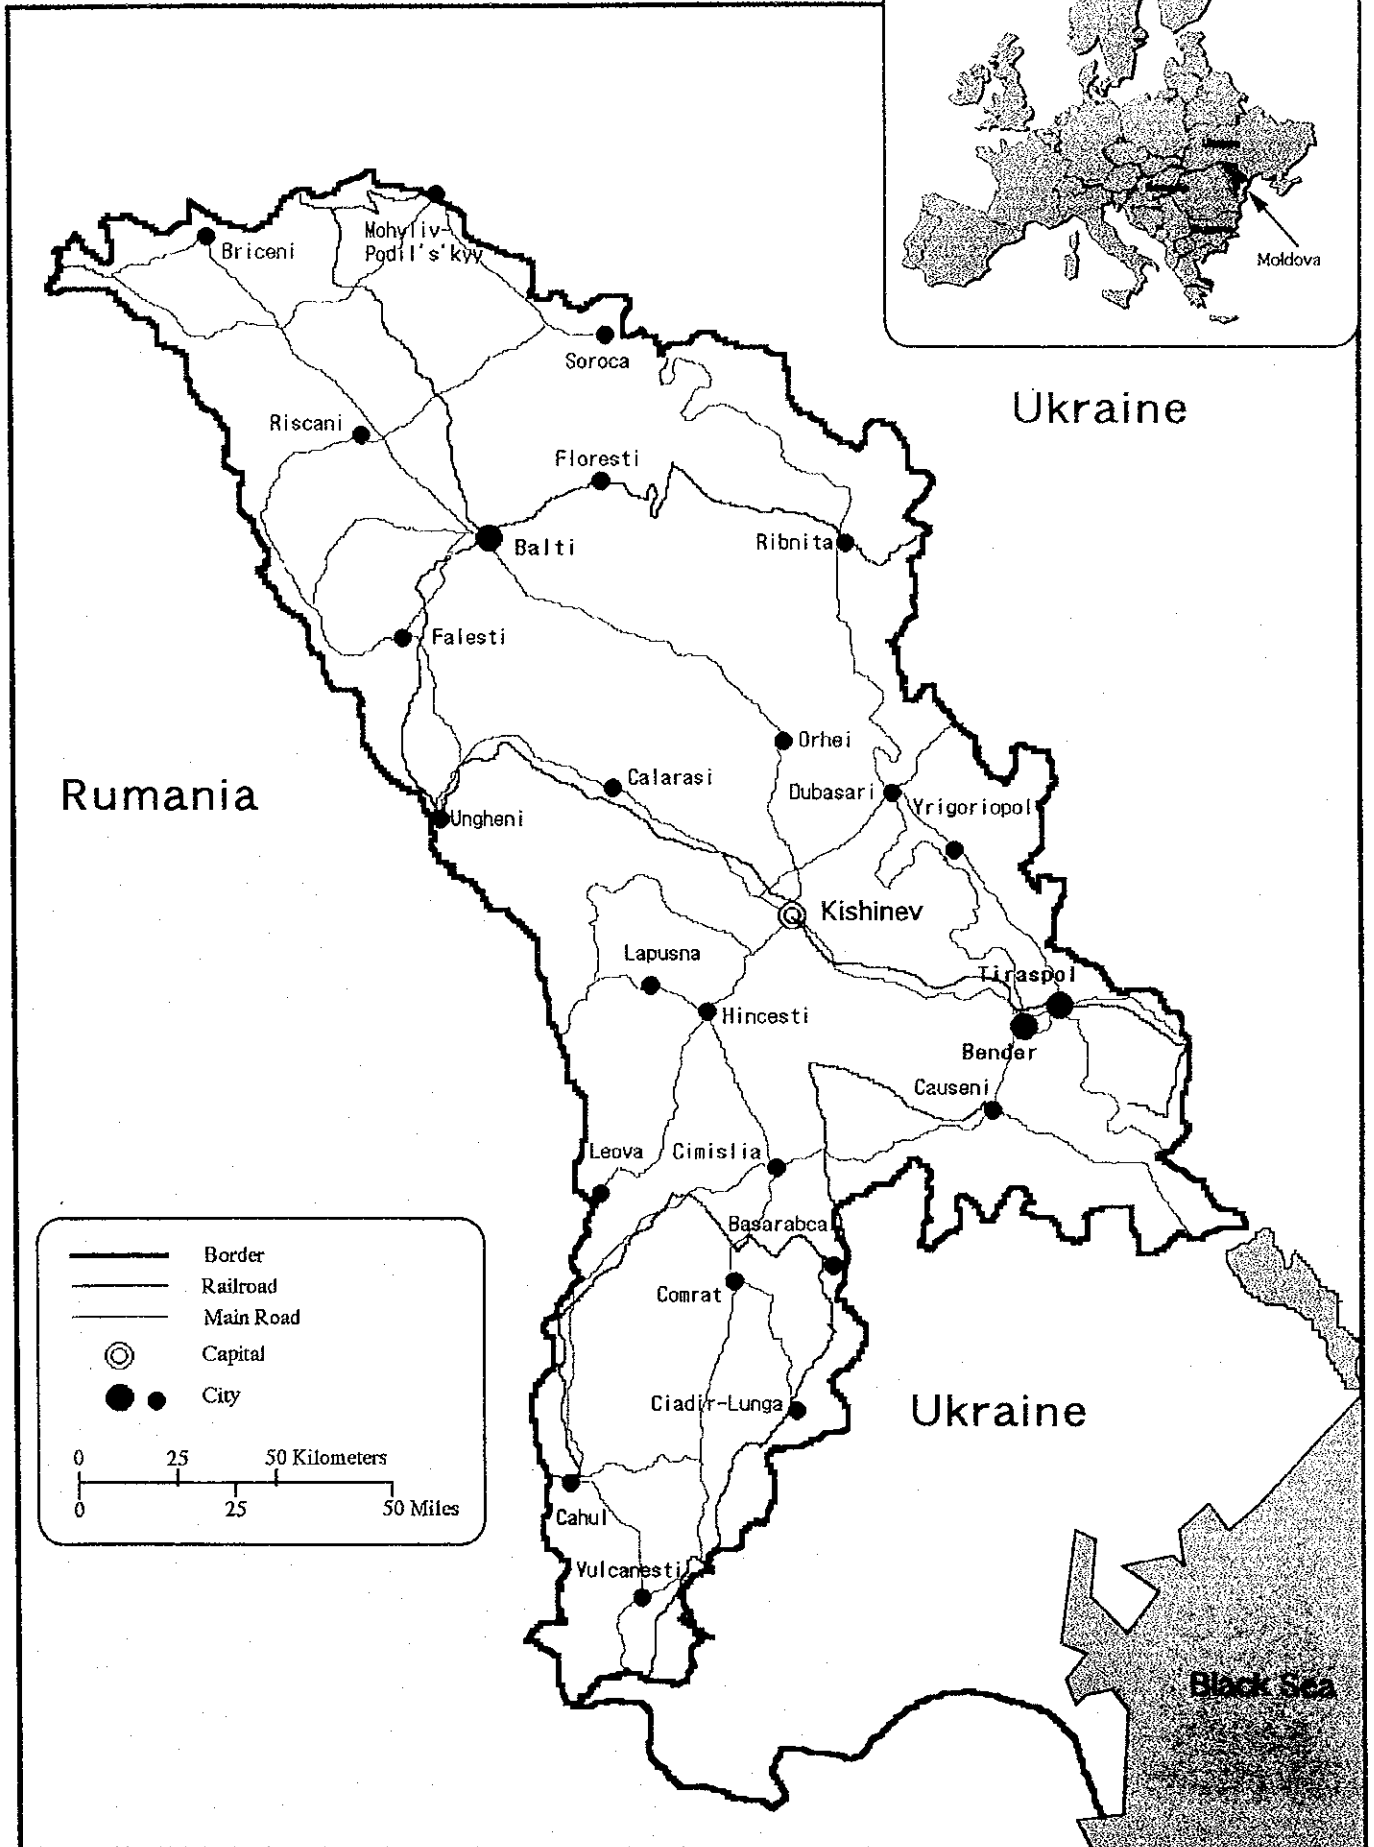 Moldova
Mohyliv-
Podil's'kyy
Briceni
Soroca
Ukraine
Riscani
Floresti
Balti
Ribnita
Falesti
Orhei
Calarasi
Dubasari
Yrigoriopol
Rumania
Ungheni
Kishinev
Lapusna
Tiraspol
Hincesti
Bender
Causeni
Leova
Cimislia
Basarabca
Comrat
Ciadir-Lunga
Ukraine
Cahul
Vulcanesti
Black Sea
Border
Railroad
Main Road
Capital
City
0 25 50 Kilometers
0 25 50 Miles